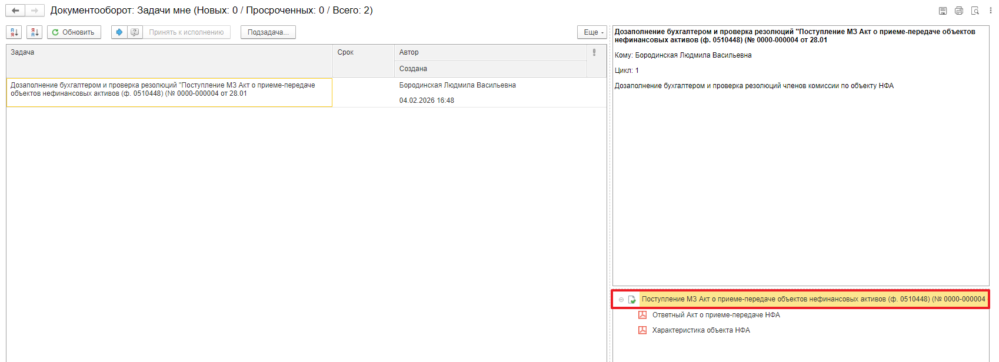 Документооборот: Задачи мне (Новых: 0 / Просроченных: 0 / Всего: 2)
Обновить
Принять к исполнению
Подзадача...
Еще
Задача
Срок
Автор
Создана
Дозаполнение бухгалтером и проверка резолюций "Поступление МЗ Акт о приеме-передаче
объектов нефинансовых активов (ф. 0510448) (№ 0000-000004 от 28.01
Бородинская Людмила Васильевна
04.02.2026 16:48
Дозаполнение бухгалтером и проверка резолюций "Поступление МЗ Акт о приеме-передаче объектов
нефинансовых активов (ф. 0510448) (№ 0000-000004 от 28.01
Кому: Бородинская Людмила Васильевна
Цикл: 1
Дозаполнение бухгалтером и проверка резолюций членов комиссии по объекту НФА
Поступление МЗ Акт о приеме-передаче объектов нефинансовых активов (ф. 0510448) (№ 0000-000004
Ответный Акт о приеме-передаче НФА
Характеристика объекта НФА